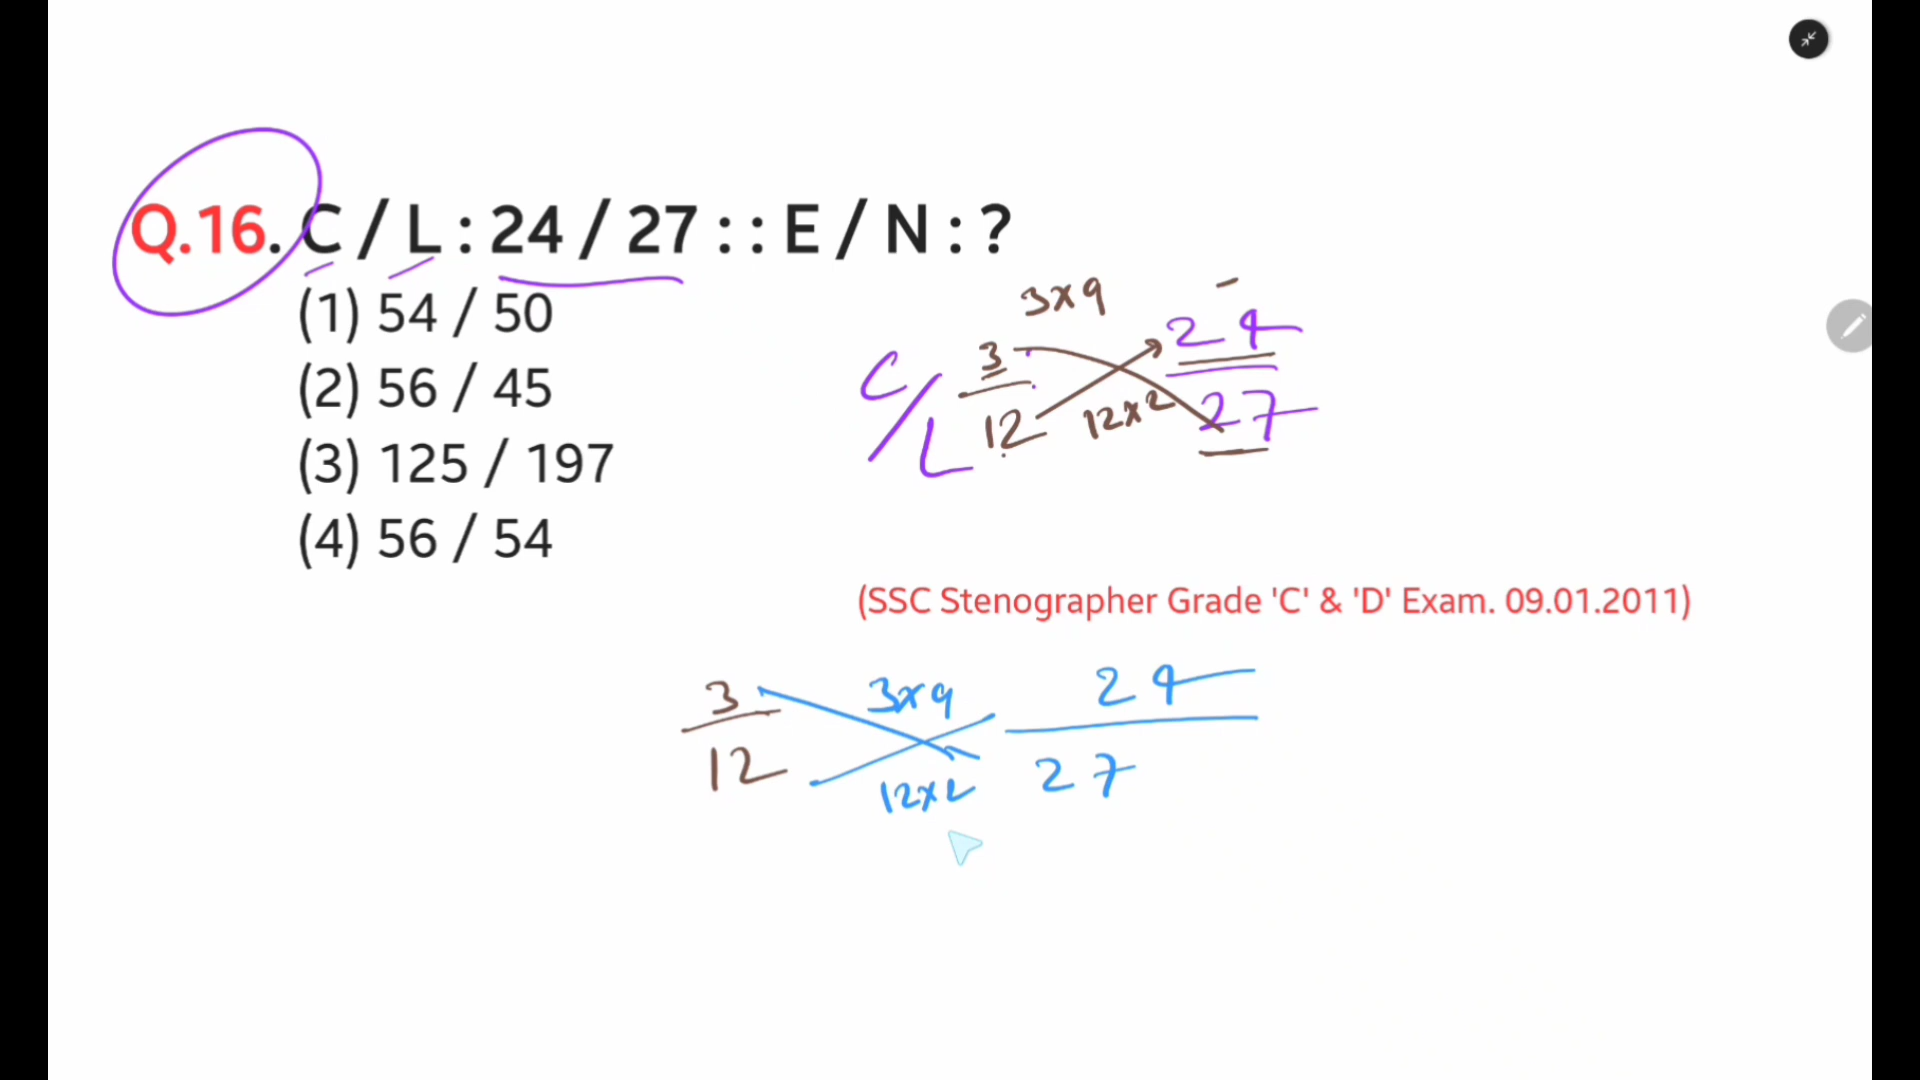 Q.16. C / L : 24 / 27 : : E / N : ?
(1) 54 / 50
(2) 56 / 45
(3) 125 / 197
(4) 56 / 54
3x9
C/L 3/12 12x2 24/27
(SSC Stenographer Grade 'C' & 'D' Exam. 09.01.2011)
3 3x9 24
12 12x2 27